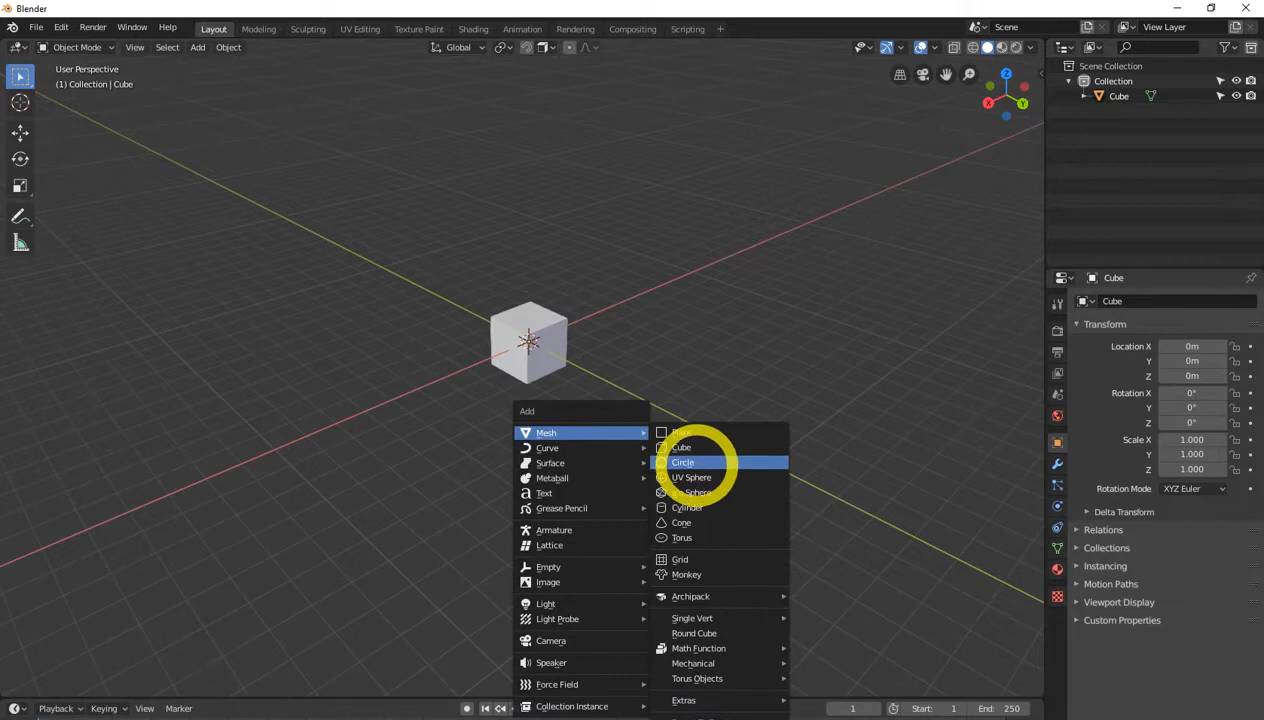 Blender
File Edit Render Window Help Layout Modeling Sculpting UV Editing Texture Paint Shading Animation Rendering Compositing Scripting + Scene View Layer
Object Mode View Select Add Object Global
User Perspective
(1) Collection | Cube
Z
X
Y
Scene Collection
Collection
Cube
Cube
Cube
Transform
Location X 0m
Y 0m
Z 0m
Rotation X 0°
Y 0°
Z 0°
Scale X 1.000
Y 1.000
Z 1.000
Rotation Mode XYZ Euler
Delta Transform
Relations
Collections
Instancing
Motion Paths
Viewport Display
Custom Properties
Add
Mesh
Curve
Surface
Metaball
Text
Grease Pencil
Armature
Lattice
Empty
Image
Light
Light Probe
Camera
Speaker
Force Field
Collection Instance
Plane
Cube
Circle
UV Sphere
Ico Sphere
Cylinder
Cone
Torus
Grid
Monkey
Archipack
Single Vert
Round Cube
Math Function
Mechanical
Torus Objects
Extras
Playback Keying View Marker 1 Start: 1 End: 250